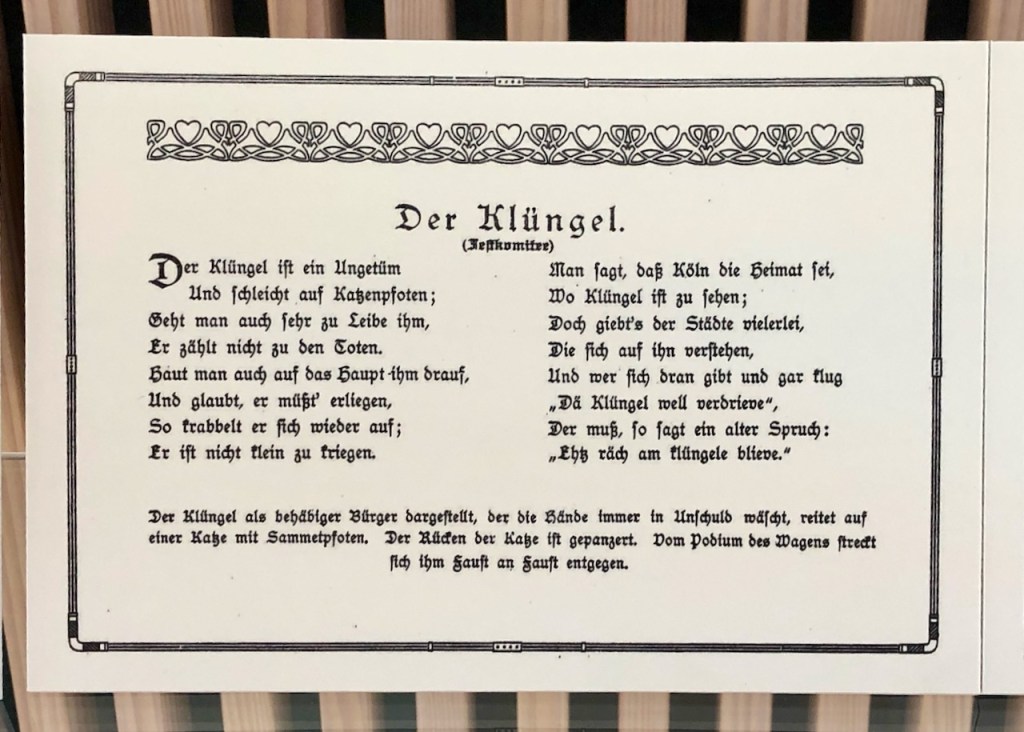 Der Klüngel.
(Festkomitee)
Der Klüngel ist ein Ungetüm
Und schleicht auf Katzenpfoten;
Geht man auch sehr zu Leibe ihm,
Er zählt nicht zu den Toten.
Haut man auch auf das Haupt ihm drauf,
Und glaubt, er müßt' erliegen,
So krabbelt er sich wieder auf;
Er ist nicht klein zu kriegen.
Man sagt, daß Köln die Heimat sei,
Wo Klüngel ist zu sehen;
Doch giebt's der Städte vielerlei,
Die sich auf ihn verstehen,
Und wer sich dran gibt und gar klug
„Dä Klüngel well verdrieve“,
Der muß, so sagt ein alter Spruch:
„Ehtz räch am klüngele blieve.“
Der Klüngel als behäbiger Bürger dargestellt, der die Hände immer in Unschuld wäscht, reitet auf
einer Katze mit Sammetpfoten. Der Rücken der Katze ist gepanzert. Vom Podium des Wagens streckt
sich ihm Faust an Faust entgegen.